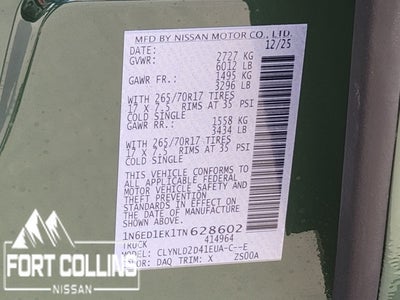 MFD BY NISSAN MOTOR CO., LTD.
DATE: 12/25
GVWR: 2727 KG
6012 LB
GAWR FR.: 1495 KG
3296 LB
WITH 265/70R17 TIRES
17 X 7.5 RIMS AT 35 PSI
COLD SINGLE
GAWR RR: 1558 KG
3434 LB
WITH 265/70R17 TIRES
17 X 7.5 RIMS AT 35 PSI
COLD SINGLE
THIS VEHICLE CONFORMS TO
ALL APPLICABLE FEDERAL
MOTOR VEHICLE SAFETY AND
THEFT PREVENTION STANDARDS
IN EFFECT ON THE DATE OF
MANUFACTURE SHOWN ABOVE.
1N6ED1EK1TN628602
TRUCK 414964
MODEL: CLYNLD2D41EUA-C--E
DAQ TRIM: X ZS00A
FORT COLLINS
NISSAN